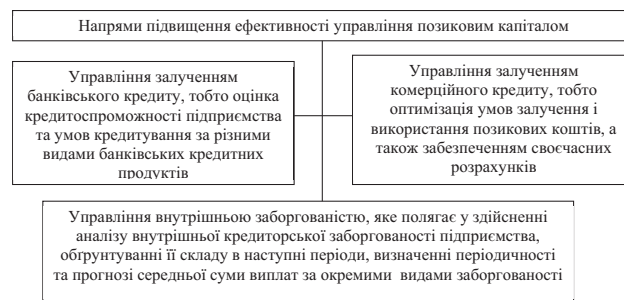 Напрями підвищення ефективності управління позиковим капіталом
Управління залученням
банківського кредиту, тобто оцінка
кредитоспроможності підприємства
та умов кредитування за різними
видами банківських кредитних
продуктів
Управління залученням
комерційного кредиту, тобто
оптимізація умов залучення і
використання позикових коштів, а
також забезпеченням своєчасних
розрахунків
Управління внутрішньою заборгованістю, яке полягає у здійсненні
аналізу внутрішньої кредиторської заборгованості підприємства,
обґрунтуванні її складу в наступні періоди, визначенні періодичності
та прогнозі середньої суми виплат за окремими видами заборгованості